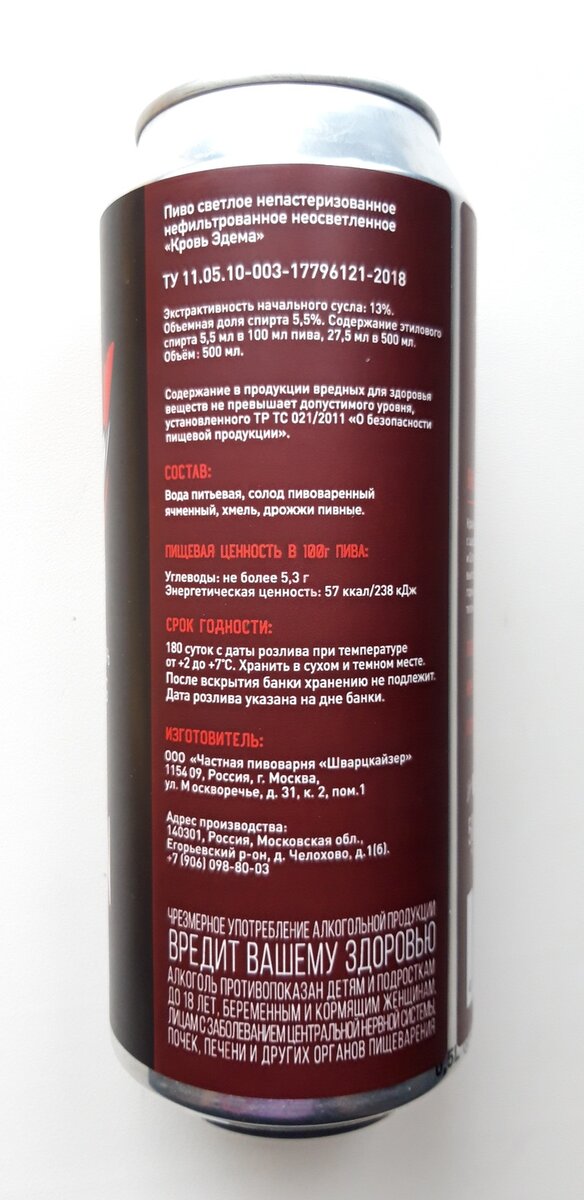 Пиво светлое непастеризованное
нефильтрованное неосветленное
«Кровь Эдема»
ТУ 11.05.10-003-17796121-2018
Экстрактивность начального сусла: 13%.
Объемная доля спирта 5,5%. Содержание этилового
спирта 5,5 мл в 100 мл пива, 27,5 мл в 500 мл.
Объём: 500 мл.
Содержание в продукции вредных для здоровья
веществ не превышает допустимого уровня,
установленного ТР ТС 021/2011 «О безопасности
пищевой продукции».
СОСТАВ:
Вода питьевая, солод пивоваренный
ячменный, хмель, дрожжи пивные.
ПИЩЕВАЯ ЦЕННОСТЬ В 100г ПИВА:
Углеводы: не более 5,3 г
Энергетическая ценность: 57 ккал/238 кДж
СРОК ГОДНОСТИ:
180 суток с даты розлива при температуре
от +2 до +7°С. Хранить в сухом и темном месте.
После вскрытия банки хранению не подлежит.
Дата розлива указана на дне банки.
ИЗГОТОВИТЕЛЬ:
ООО «Частная пивоварня «Шварцкайзер»
115409, Россия, г. Москва,
ул. Москворечье, д. 31, к. 2, пом.1
Адрес производства:
140301, Россия, Московская обл.,
Егорьевский р-он, д. Челохово, д.1(б).
+7 (906) 098-80-03
ЧРЕЗМЕРНОЕ УПОТРЕБЛЕНИЕ АЛКОГОЛЬНОЙ ПРОДУКЦИИ
ВРЕДИТ ВАШЕМУ ЗДОРОВЬЮ
АЛКОГОЛЬ ПРОТИВОПОКАЗАН ДЕТЯМ И ПОДРОСТКАМ
ДО 18 ЛЕТ, БЕРЕМЕННЫМ И КОРМЯЩИМ ЖЕНЩИНАМ,
ЛИЦАМ С ЗАБОЛЕВАНИЕМ ЦЕНТРАЛЬНОЙ НЕРВНОЙ СИСТЕМЫ,
ПОЧЕК, ПЕЧЕНИ И ДРУГИХ ОРГАНОВ ПИЩЕВАРЕНИЯ